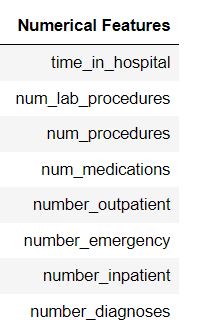 Numerical Features
time_in_hospital
num_lab_procedures
num_procedures
num_medications
number_outpatient
number_emergency
number_inpatient
number_diagnoses